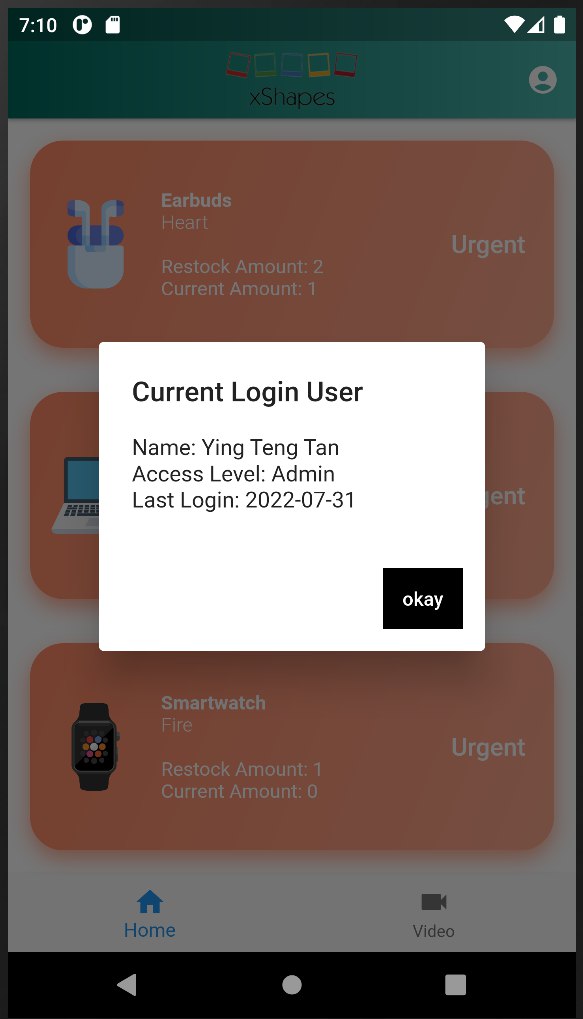 7:10
xShapes
Earbuds
Heart
Urgent
Restock Amount: 2
Current Amount: 1
Current Login User
Name: Ying Teng Tan
Access Level: Admin
Last Login: 2022-07-31
gent
okay
Smartwatch
Fire
Urgent
Restock Amount: 1
Current Amount: 0
Home
Video